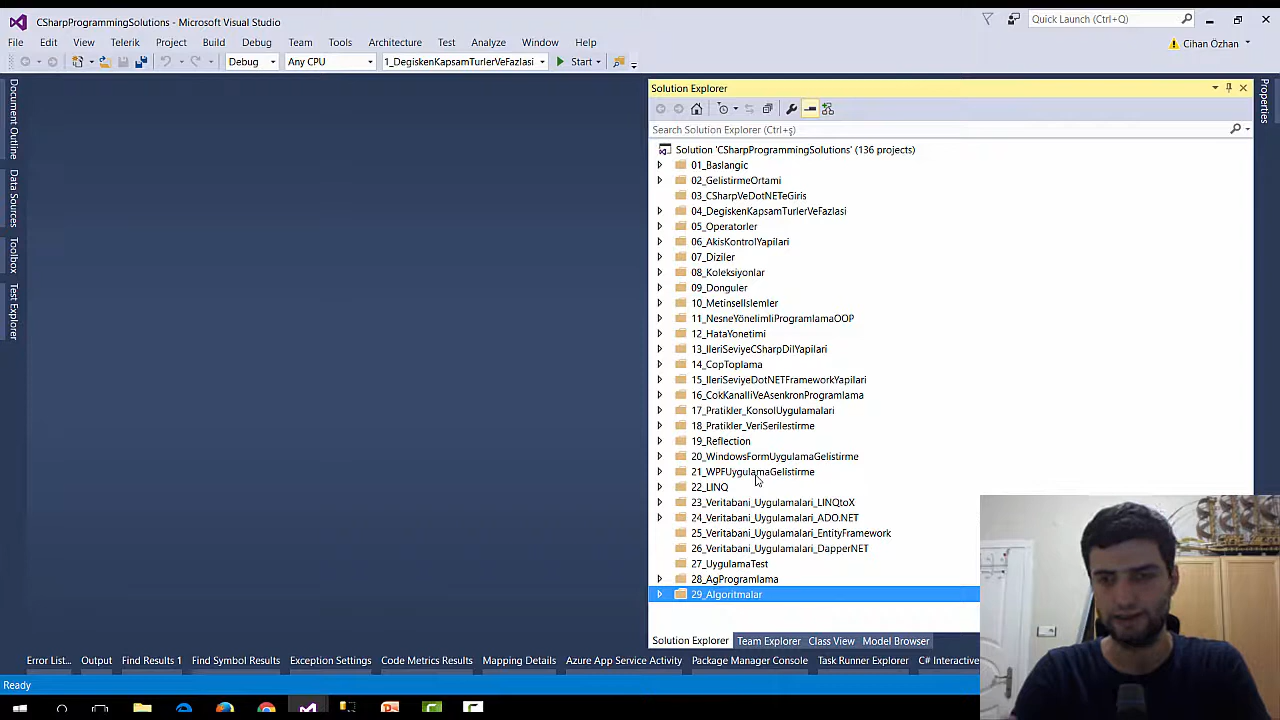 CSharpProgrammingSolutions - Microsoft Visual Studio
Quick Launch (Ctrl+Q)
File Edit View Telerik Project Build Debug Team Tools Architecture Test Analyze Window Help
Cihan Özhan
Debug
Any CPU
1_DegiskenKapsamTurlerVeFazlasi
Start
Document Outline
Data Sources
Toolbox
Test Explorer
Solution Explorer
Search Solution Explorer (Ctrl+ş)
Solution 'CSharpProgrammingSolutions' (136 projects)
01_Baslangic
02_GelistirmeOrtami
03_CSharpVeDotNETeGiris
04_DegiskenKapsamTurlerVeFazlasi
05_Operatorler
06_AkisKontrolYapilari
07_Diziler
08_Koleksiyonlar
09_Donguler
10_MetinselIslemler
11_NesneYönelimliProgramlamaOOP
12_HataYonetimi
13_IleriSeviyeCSharpDilYapilari
14_CopToplama
15_IleriSeviyeDotNETFrameworkYapilari
16_CokKanalliVeAsenkronProgramlama
17_Pratikler_KonsolUygulamalari
18_Pratikler_VeriSerilestirme
19_Reflection
20_WindowsFormUygulamaGelistirme
21_WPFUygulamaGelistirme
22_LINQ
23_Veritabani_Uygulamalari_LINQtoX
24_Veritabani_Uygulamalari_ADO.NET
25_Veritabani_Uygulamalari_EntityFramework
26_Veritabani_Uygulamalari_DapperNET
27_UygulamaTest
28_AgProgramlama
29_Algoritmalar
Solution Explorer Team Explorer Class View Model Browser
Properties
Error List... Output Find Results 1 Find Symbol Results Exception Settings Code Metrics Results Mapping Details Azure App Service Activity Package Manager Console Task Runner Explorer C# Interactive
Ready